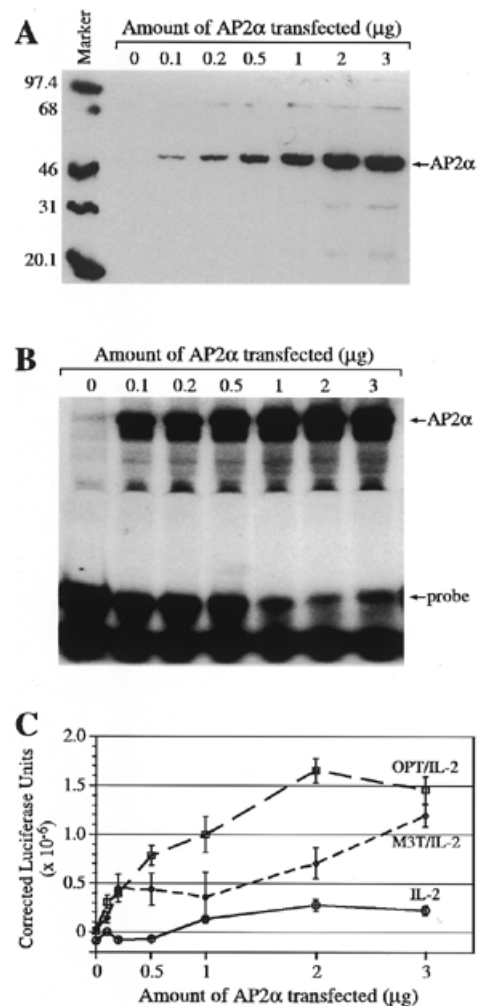 A
Marker
Amount of AP2α transfected (μg)
0 0.1 0.2 0.5 1 2 3
97.4
68
46
31
20.1
←AP2α
B
Amount of AP2α transfected (μg)
0 0.1 0.2 0.5 1 2 3
←AP2α
←probe
C
Corrected Luciferase Units
(x 10⁻⁶)
2.0
1.5
1.0
0.5
0
OPT/IL-2
M3T/IL-2
IL-2
0 0.5 1 2 3
Amount of AP2α transfected (μg)